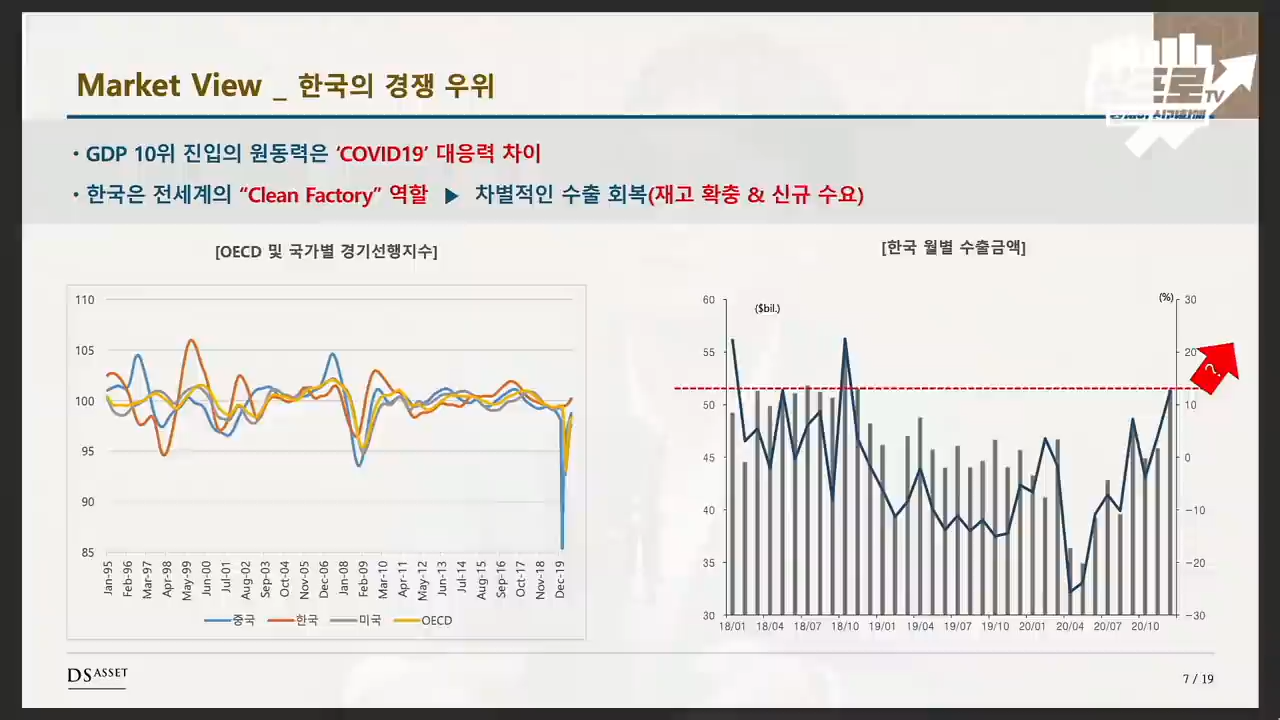 Market View _ 한국의 경쟁 우위
프로TV
• GDP 10위 진입의 원동력은 ‘COVID19’ 대응력 차이
• 한국은 전세계의 “Clean Factory” 역할 ▶ 차별적인 수출 회복(재고 확충 & 신규 수요)
[OECD 및 국가별 경기선행지수]
110
105
100
95
90
85
Jan-95 Feb-96 Mar-97 Apr-98 May-99 Jun-00 Jul-01 Aug-02 Sep-03 Oct-04 Nov-05 Dec-06 Jan-08 Feb-09 Mar-10 Apr-11 May-12 Jun-13 Jul-14 Aug-15 Sep-16 Oct-17 Nov-18 Dec-19
중국 한국 미국 OECD
[한국 월별 수출금액]
($bil.) (%)
60 30
55 20
?
50 10
45 0
40 −10
35 −20
30 −30
18/01 18/04 18/07 18/10 19/01 19/04 19/07 19/10 20/01 20/04 20/07 20/10
DS ASSET
7 / 19